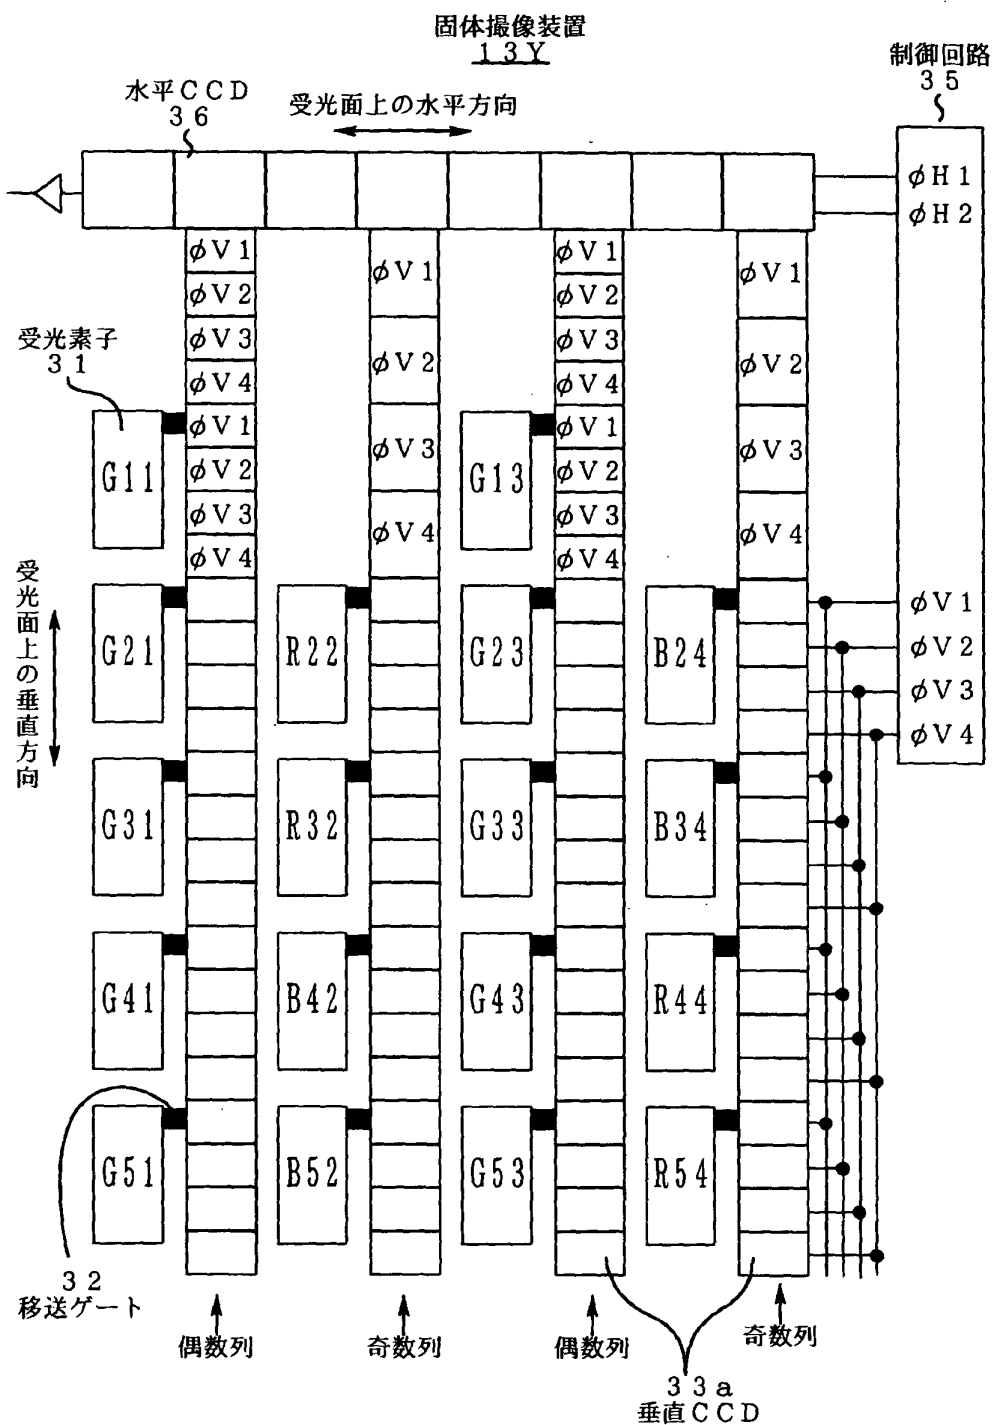 固体撮像装置
13Y
制御回路
35
水平CCD
36
受光面上の水平方向
φH1
φH2
φV1
φV1
φV1
φV1
φV2
φV2
φV3
φV2
φV3
φV2
受光素子
31
φV4
φV4
φV1
φV3
φV1
φV3
G11
φV2
G13
φV2
φV3
φV4
φV3
φV4
φV4
φV4
受光面上の垂直方向
φV1
φV2
φV3
φV4
G21
R22
G23
B24
G31
R32
G33
B34
G41
B42
G43
R44
G51
B52
G53
R54
32
移送ゲート
偶数列
奇数列
偶数列
奇数列
33a
垂直CCD